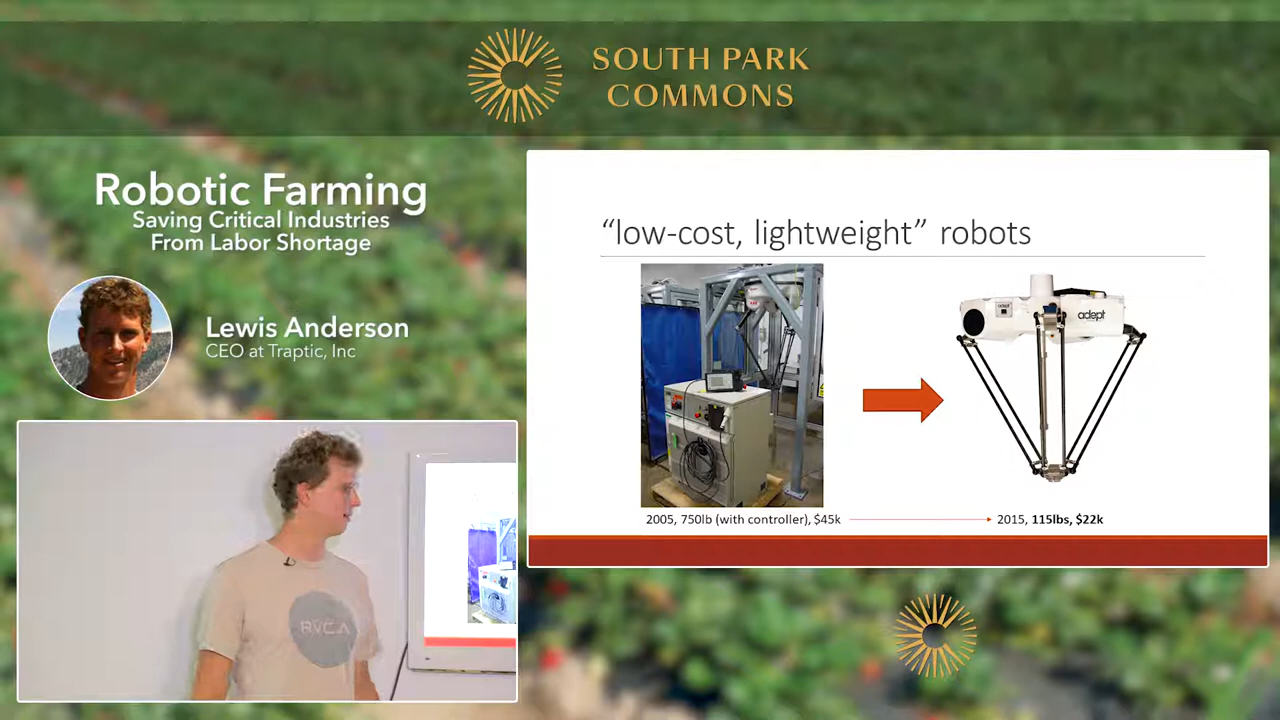 SOUTH PARK
COMMONS
Robotic Farming
Saving Critical Industries
From Labor Shortage
Lewis Anderson
CEO at Traptic, Inc
“low-cost, lightweight” robots
adept
2005, 750lb (with controller), $45k
2015, 115lbs, $22k
RVCA